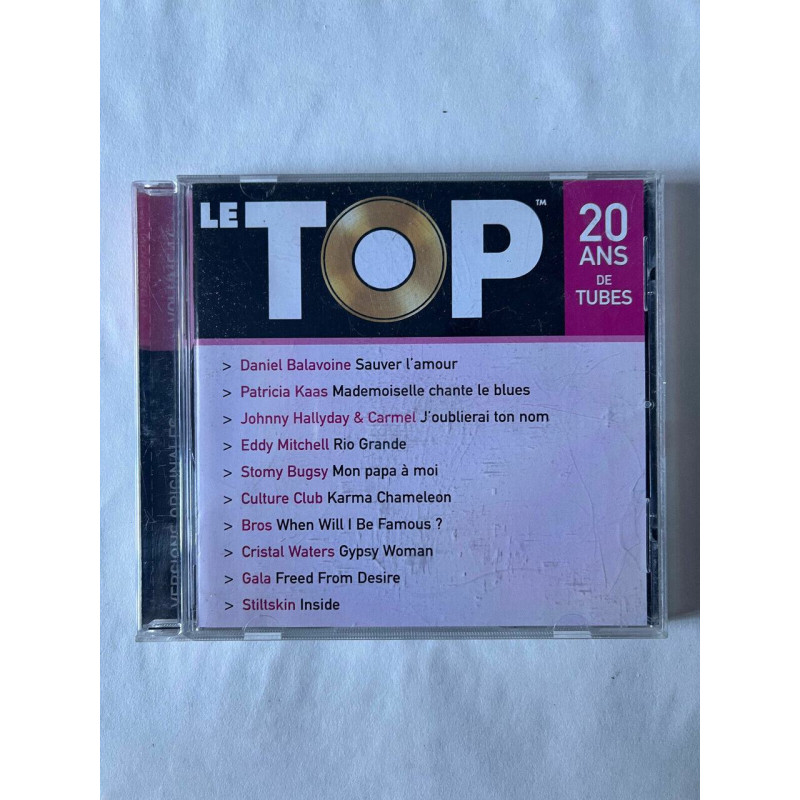 LE TOP™
20
ANS
DE
TUBES
> Daniel Balavoine Sauver l'amour
> Patricia Kaas Mademoiselle chante le blues
> Johnny Hallyday & Carmel J'oublierai ton nom
> Eddy Mitchell Rio Grande
> Stomy Bugsy Mon papa à moi
> Culture Club Karma Chameleon
> Bros When Will I Be Famous ?
> Cristal Waters Gypsy Woman
> Gala Freed From Desire
> Stiltskin Inside
VERSIONS ORIGINALES